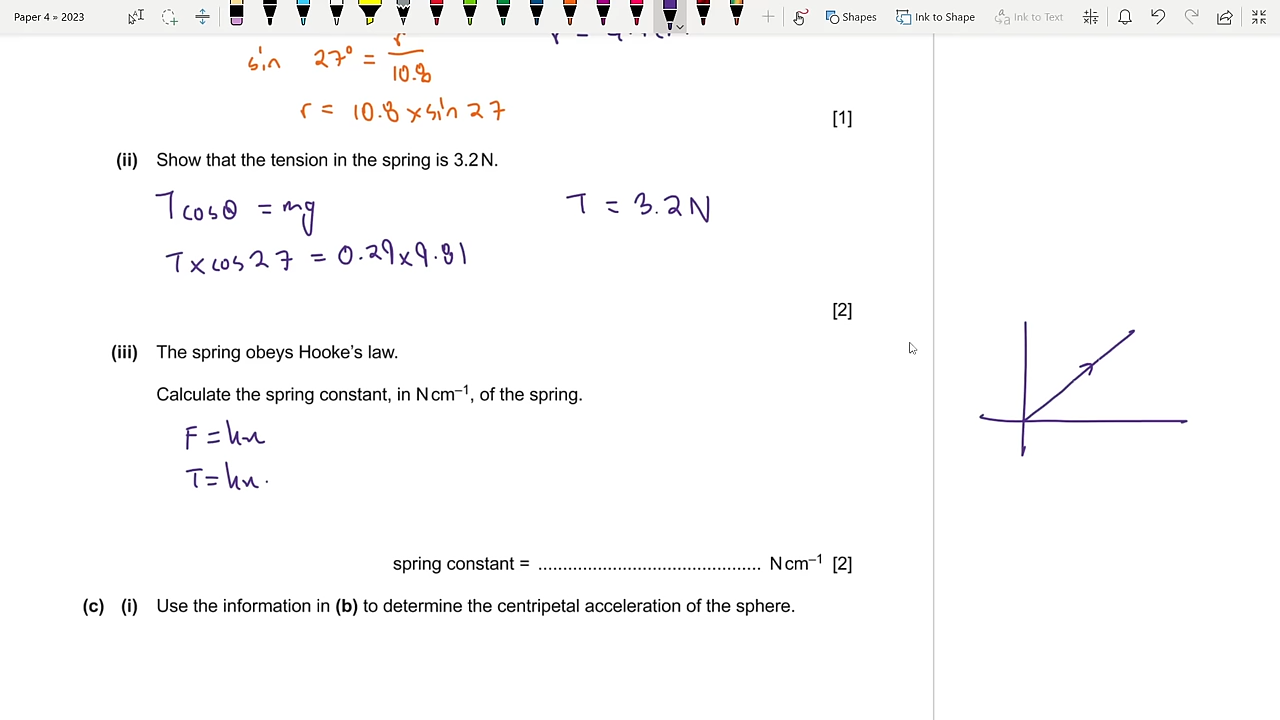 Paper 4 » 2023
Shapes
Ink to Shape
Ink to Text
sin 27° = r/10.8
r = 10.8 x sin 27
[1]
(ii) Show that the tension in the spring is 3.2 N.
T cosθ = mg
T = 3.2 N
T x cos 27 = 0.29 x 9.81
[2]
(iii) The spring obeys Hooke's law.
Calculate the spring constant, in N cm⁻¹, of the spring.
F = kx
T = kx.
spring constant = ............................................. N cm⁻¹ [2]
(c) (i) Use the information in (b) to determine the centripetal acceleration of the sphere.